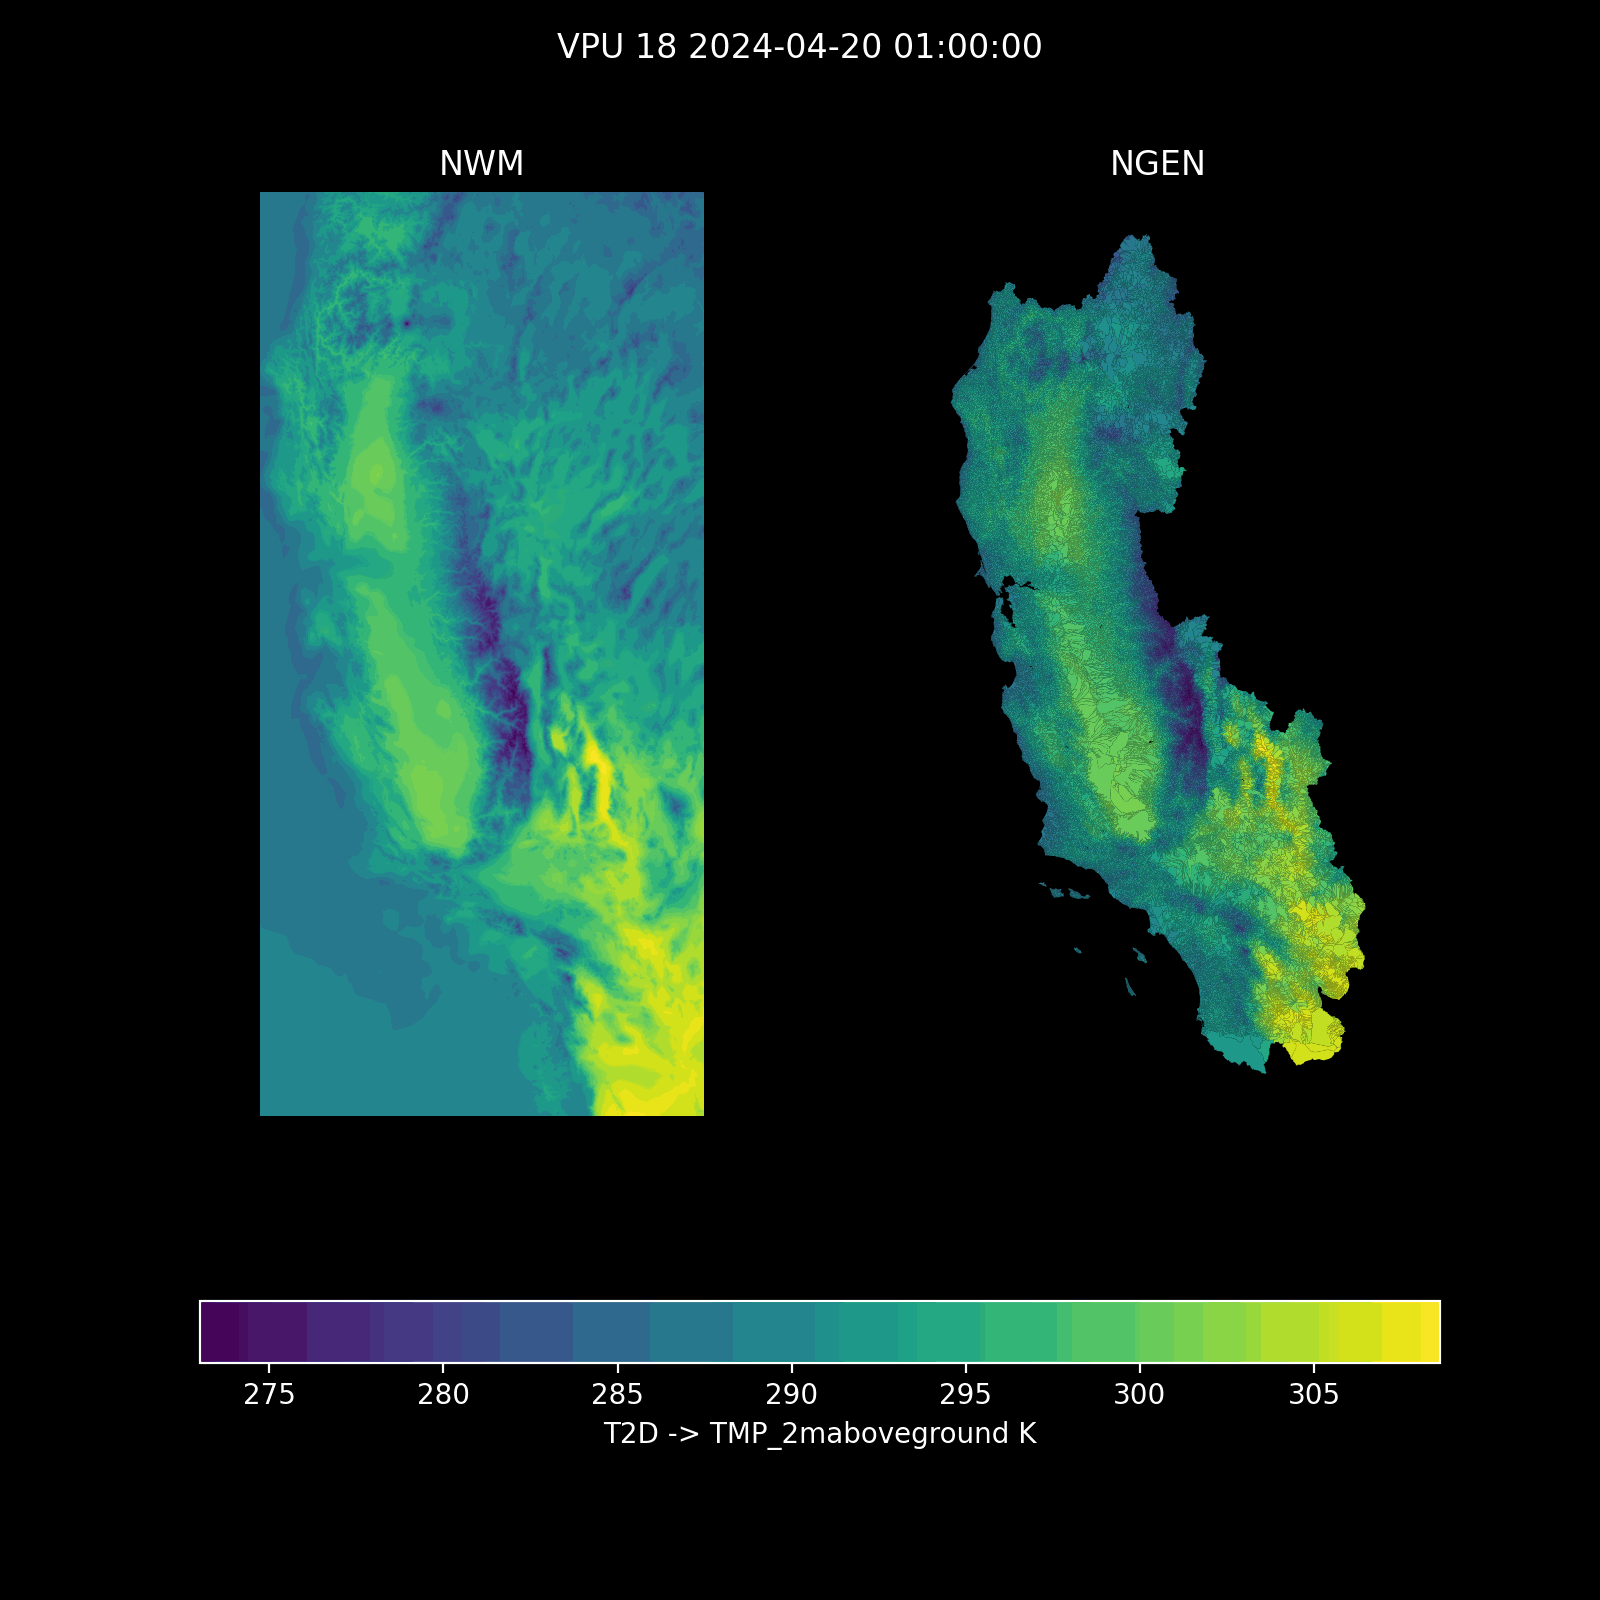 VPU 18 2024-04-20 01:00:00
NWM
NGEN
275 280 285 290 295 300 305
T2D -> TMP_2maboveground K